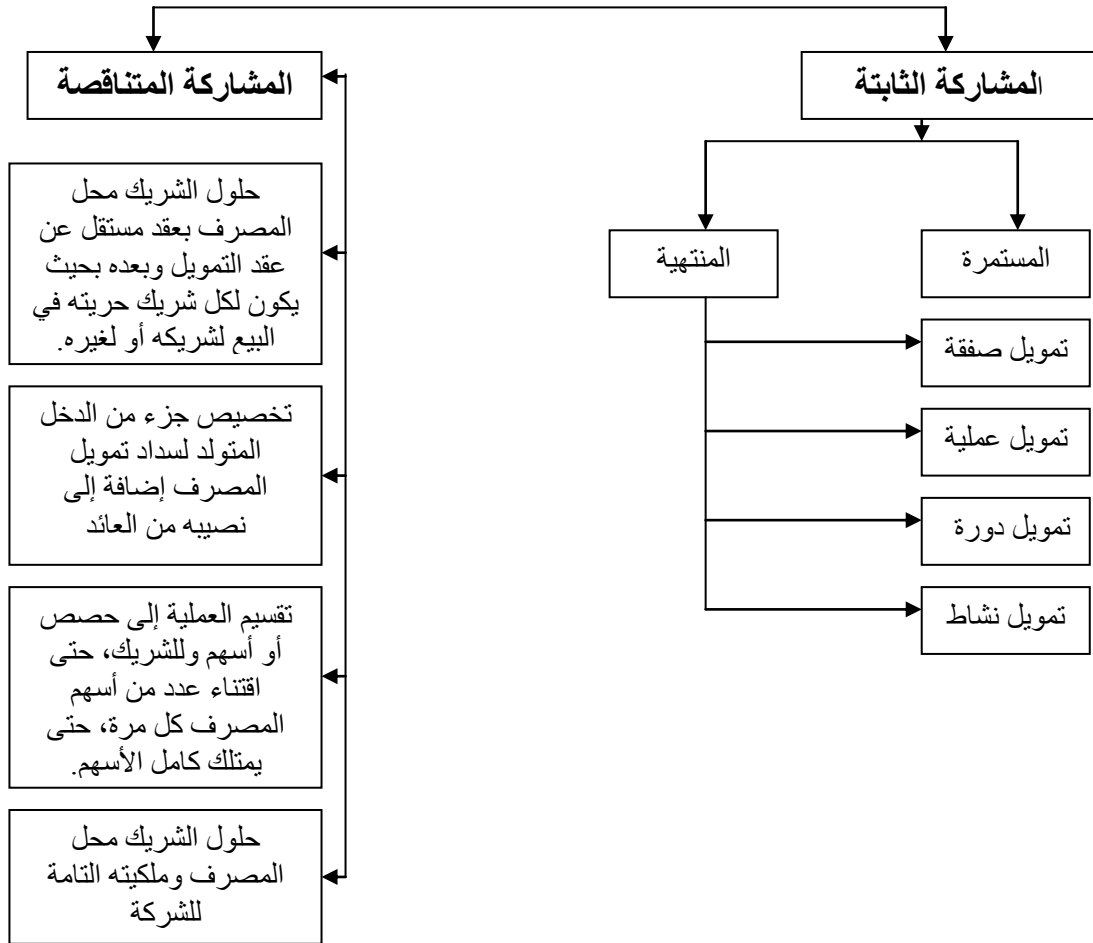 المشاركة الثابتة
المشاركة المتناقصة
المستمرة
المنتهية
تمويل صفقة
تمويل عملية
تمويل دورة
تمويل نشاط
حلول الشريك محل
المصرف بعقد مستقل عن
عقد التمويل وبعده بحيث
يكون لكل شريك حريته في
البيع لشريكه أو لغيره.
تخصيص جزء من الدخل
المتولد لسداد تمويل
المصرف إضافة إلى
نصيبه من العائد
تقسيم العملية إلى حصص
أو أسهم وللشريك، حتى
اقتناء عدد من أسهم
المصرف كل مرة، حتى
يمتلك كامل الأسهم.
حلول الشريك محل
المصرف وملكيته التامة
للشركة